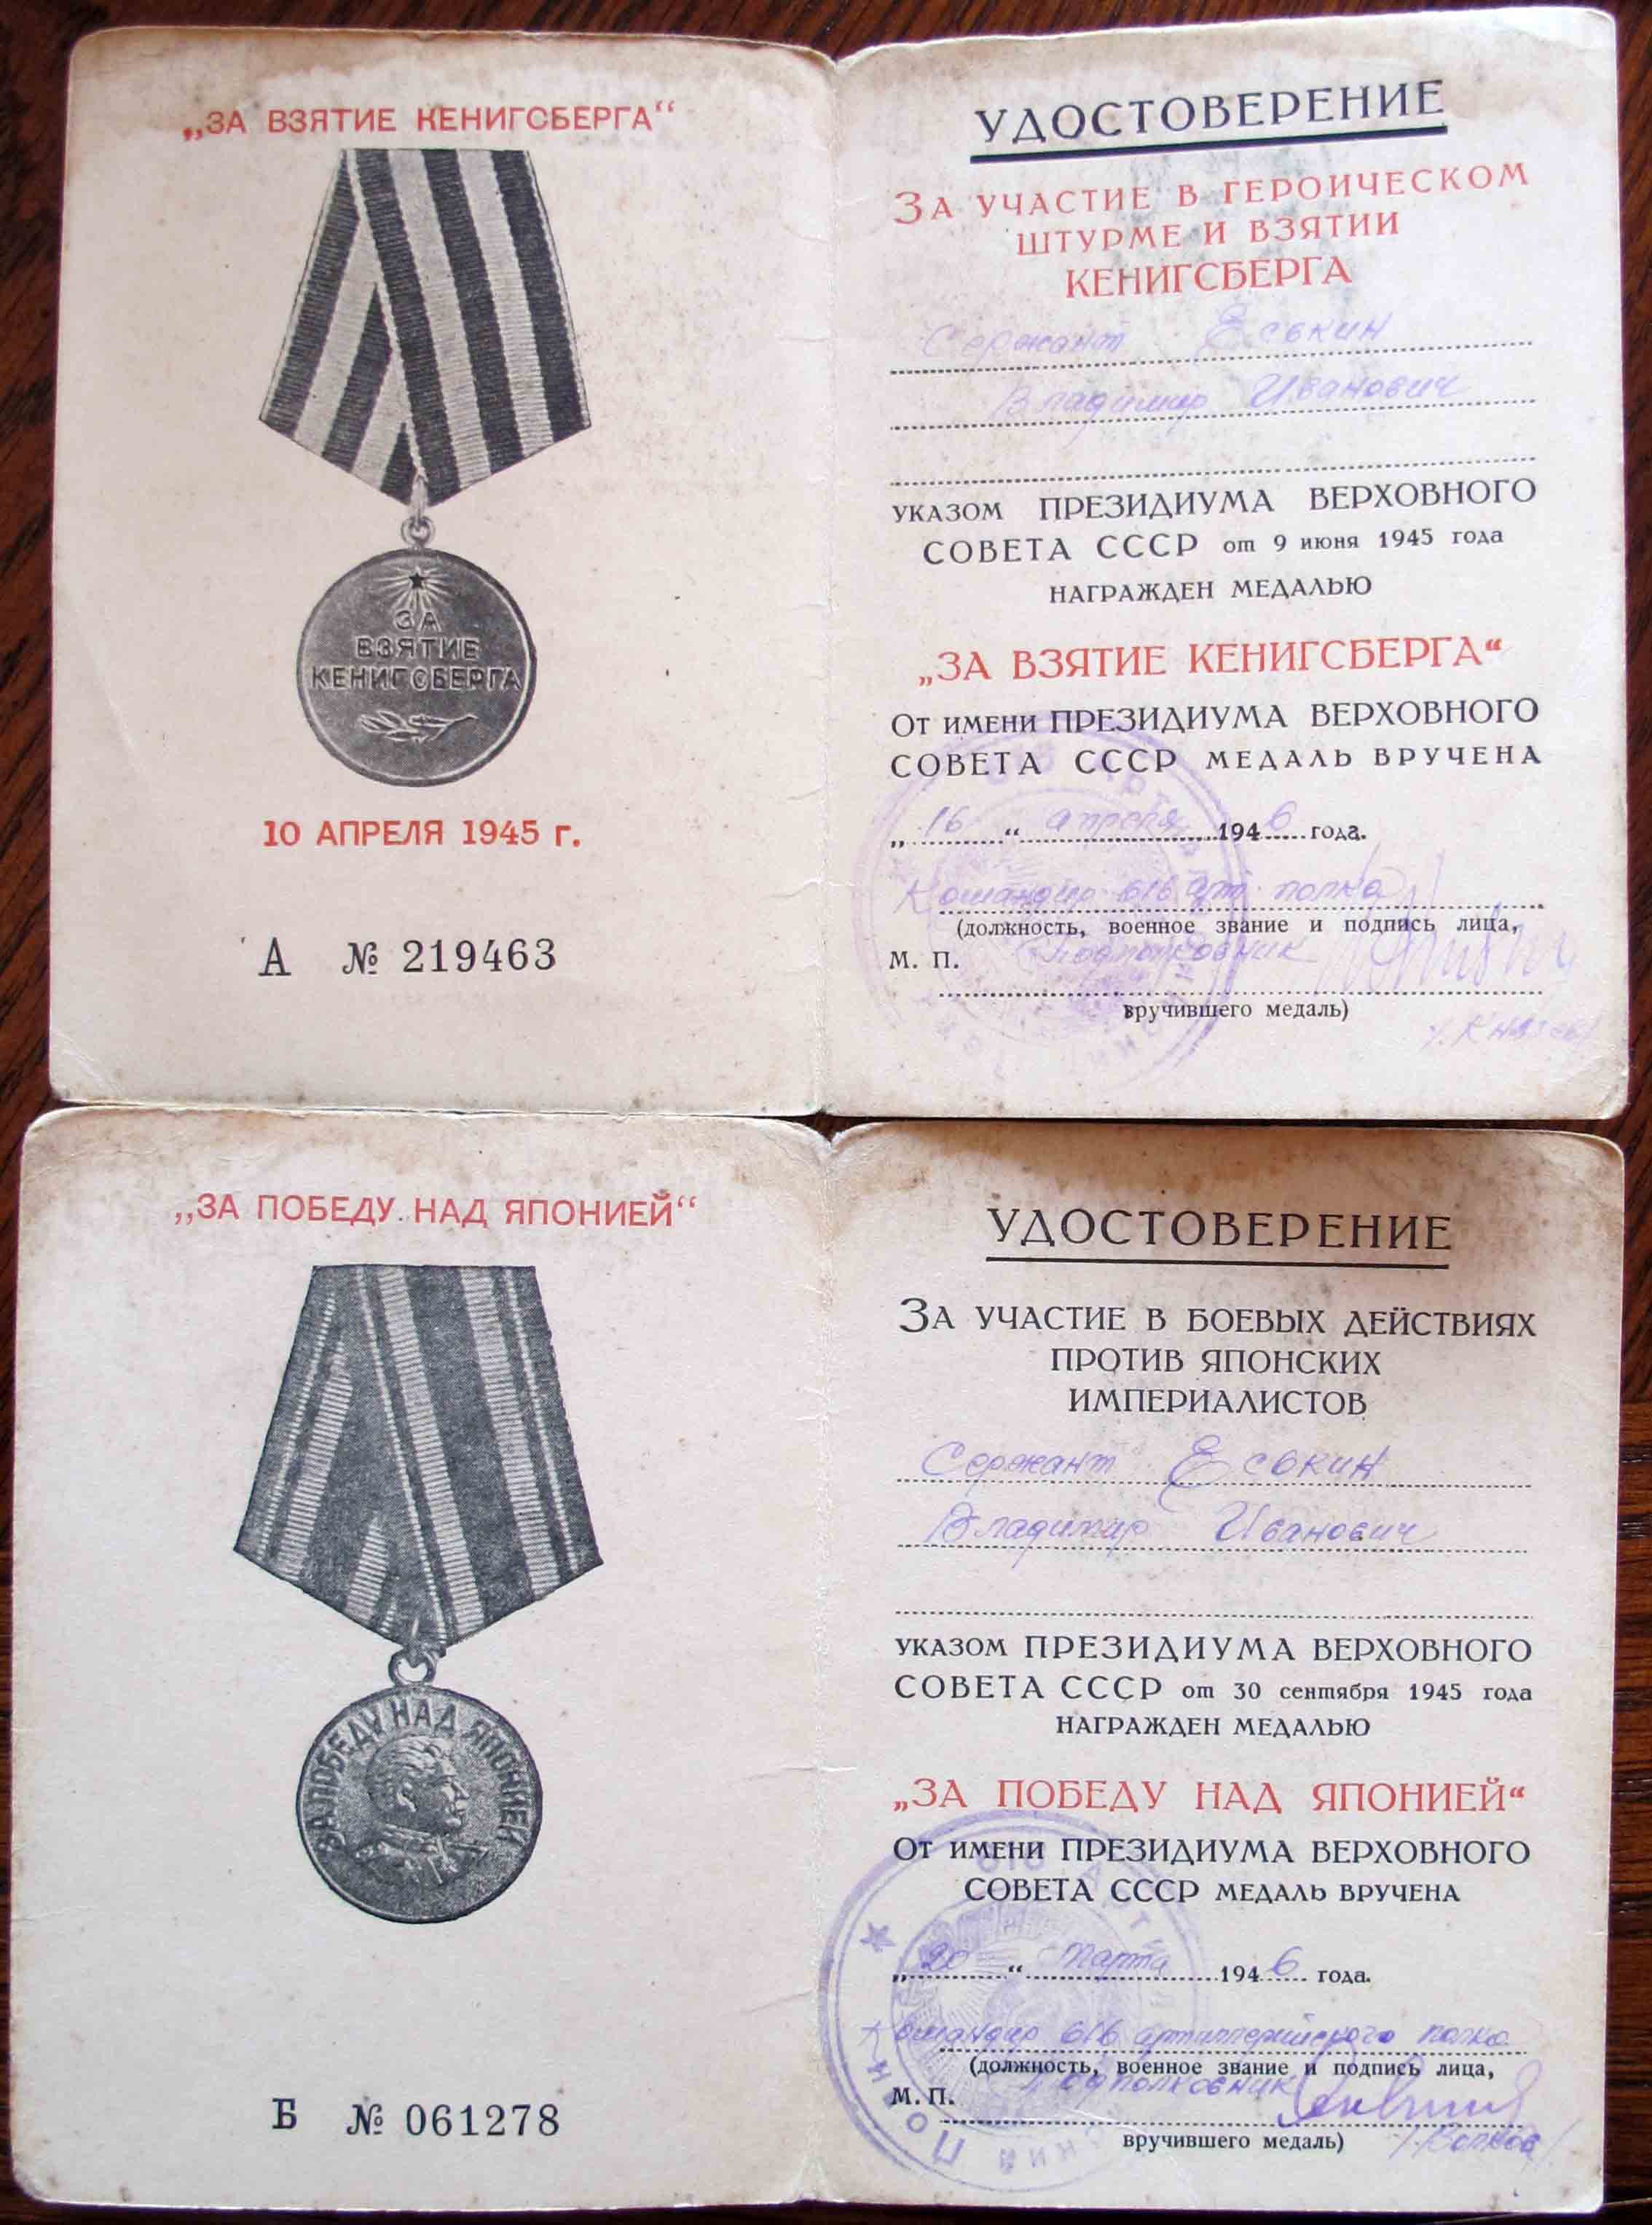 „ЗА ВЗЯТИЕ КЕНИГСБЕРГА“
ЗА
ВЗЯТИЕ
КЕНИГСБЕРГА
10 АПРЕЛЯ 1945 г.
А № 219463
УДОСТОВЕРЕНИЕ
ЗА УЧАСТИЕ В ГЕРОИЧЕСКОМ
ШТУРМЕ И ВЗЯТИИ
КЕНИГСБЕРГА
Сержант Еськин
Владимир Иванович
УКАЗОМ ПРЕЗИДИУМА ВЕРХОВНОГО
СОВЕТА СССР от 9 июня 1945 года
НАГРАЖДЕН МЕДАЛЬЮ
„ЗА ВЗЯТИЕ КЕНИГСБЕРГА“
ОТ ИМЕНИ ПРЕЗИДИУМА ВЕРХОВНОГО
СОВЕТА СССР МЕДАЛЬ ВРУЧЕНА
„16“ апреля 1946 года.
Командир 616 арт. полка
(должность, военное звание и подпись лица,
М. П. Подполковник
вручившего медаль)
„ЗА ПОБЕДУ НАД ЯПОНИЕЙ“
ЗА ПОБЕДУ НАД ЯПОНИЕЙ
Б № 061278
УДОСТОВЕРЕНИЕ
ЗА УЧАСТИЕ В БОЕВЫХ ДЕЙСТВИЯХ
ПРОТИВ ЯПОНСКИХ
ИМПЕРИАЛИСТОВ
Сержант Еськин
Владимир Иванович
УКАЗОМ ПРЕЗИДИУМА ВЕРХОВНОГО
СОВЕТА СССР от 30 сентября 1945 года
НАГРАЖДЕН МЕДАЛЬЮ
„ЗА ПОБЕДУ НАД ЯПОНИЕЙ“
ОТ ИМЕНИ ПРЕЗИДИУМА ВЕРХОВНОГО
СОВЕТА СССР МЕДАЛЬ ВРУЧЕНА
„20“ марта 1946 года.
Командир 616 артиллерийского полка
(должность, военное звание и подпись лица,
М. П. Подполковник
вручившего медаль)